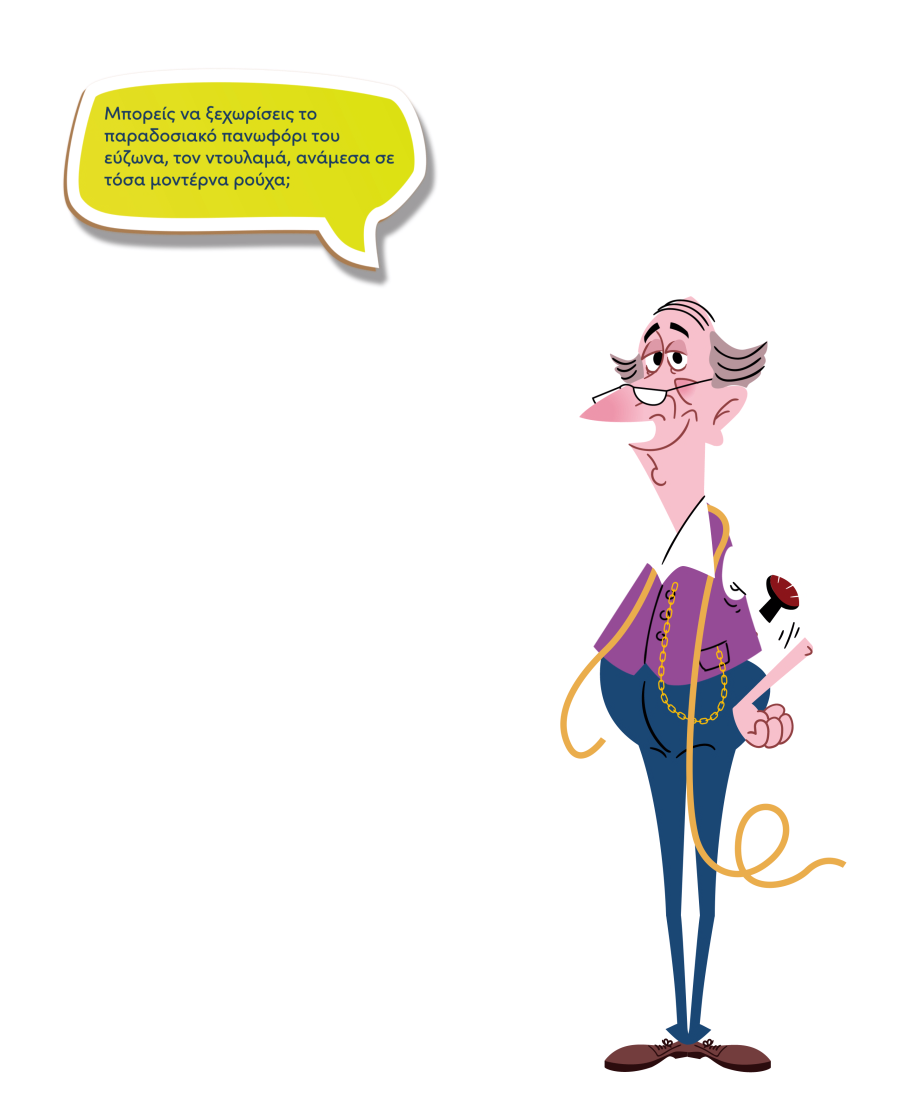 Μπορείς να ξεχωρίσεις το
παραδοσιακό πανωφόρι του
εύζωνα, τον ντουλαμά, ανάμεσα σε
τόσα μοντέρνα ρούχα;